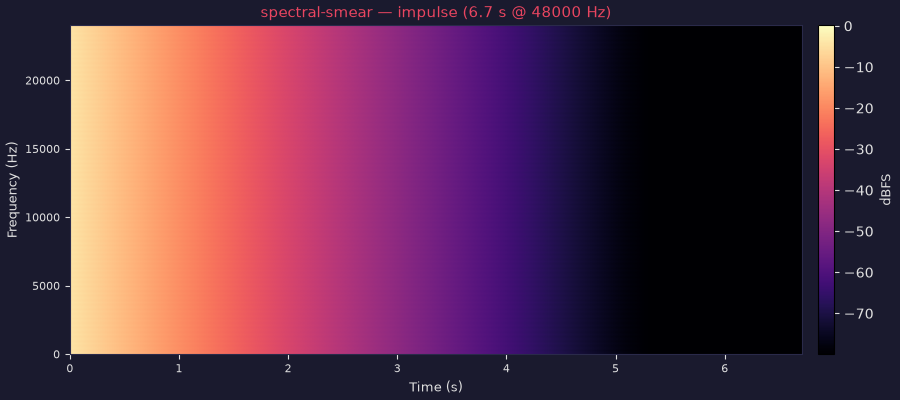 spectral-smear — impulse (6.7 s @ 48000 Hz)
Frequency (Hz)
20000
15000
10000
5000
0
0 1 2 3 4 5 6
Time (s)
0
−10
−20
−30
−40
−50
−60
−70
dBFS